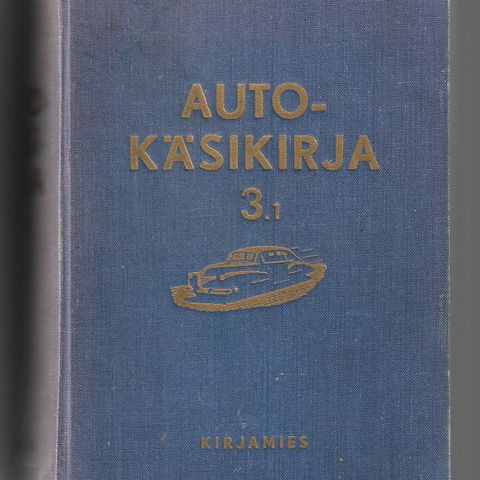 AUTO-
KÄSIKIRJA
3.1
KIRJAMIES